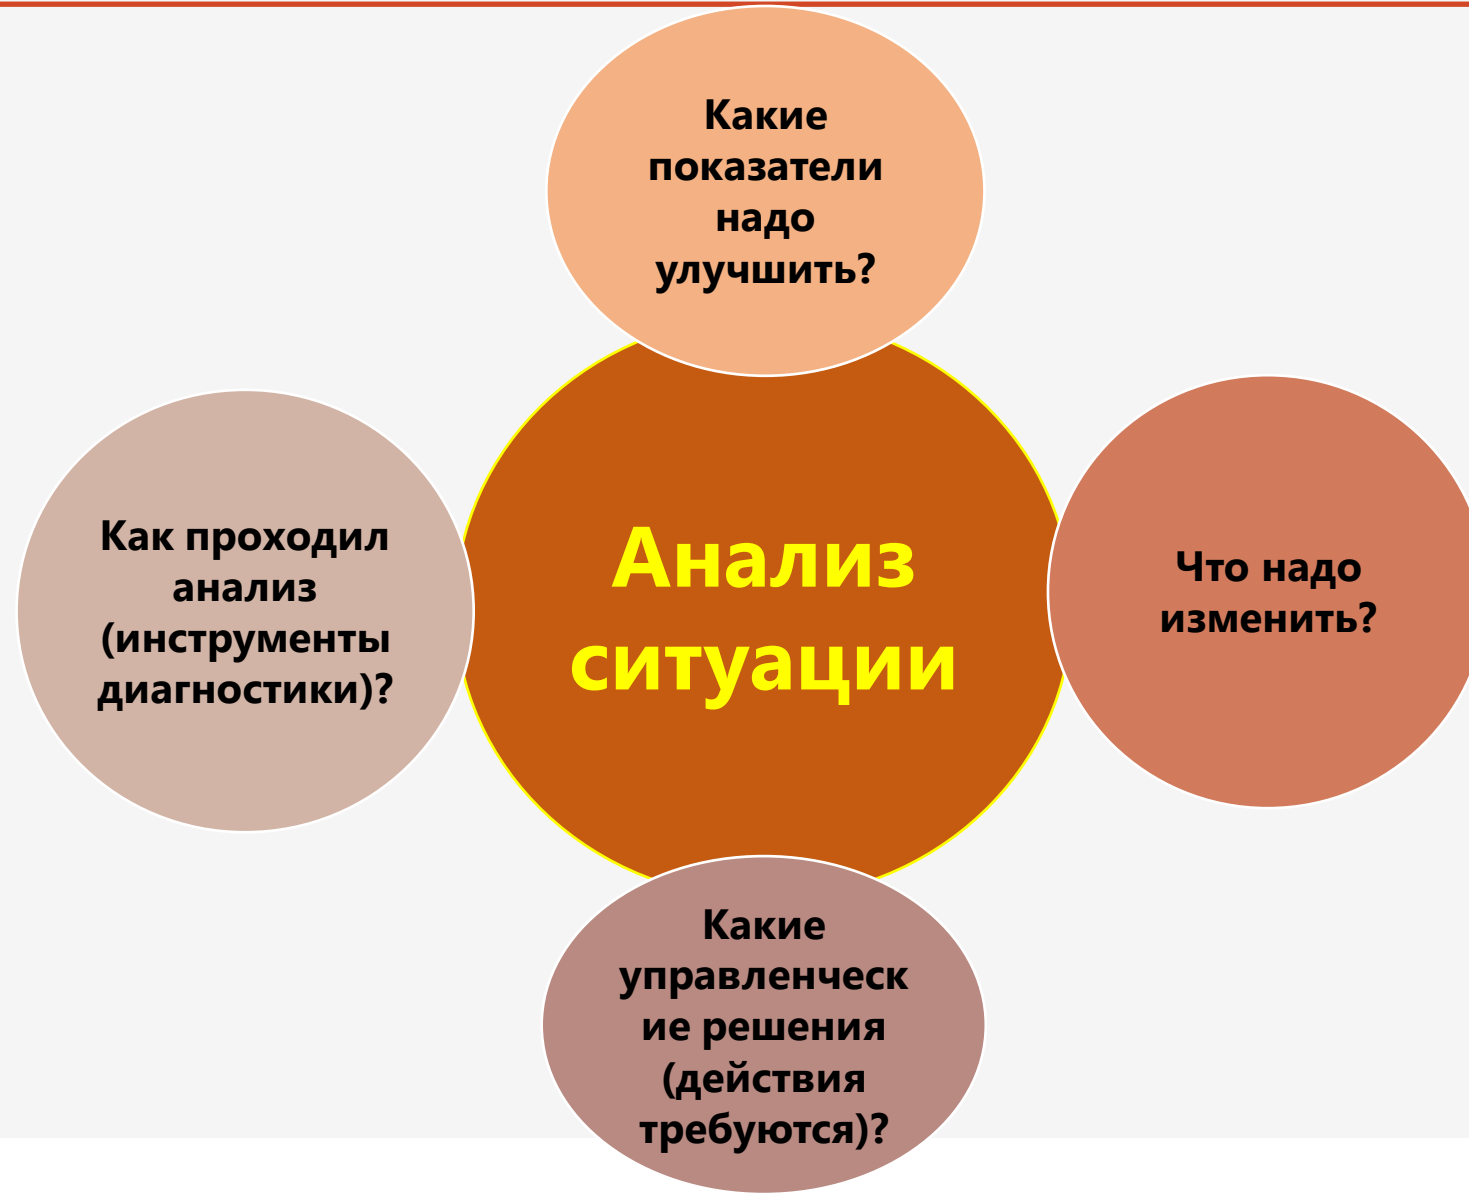 Какие
показатели
надо
улучшить?
Как проходил
анализ
(инструменты
диагностики)?
Анализ
ситуации
Что надо
изменить?
Какие
управленческ
ие решения
(действия
требуются)?